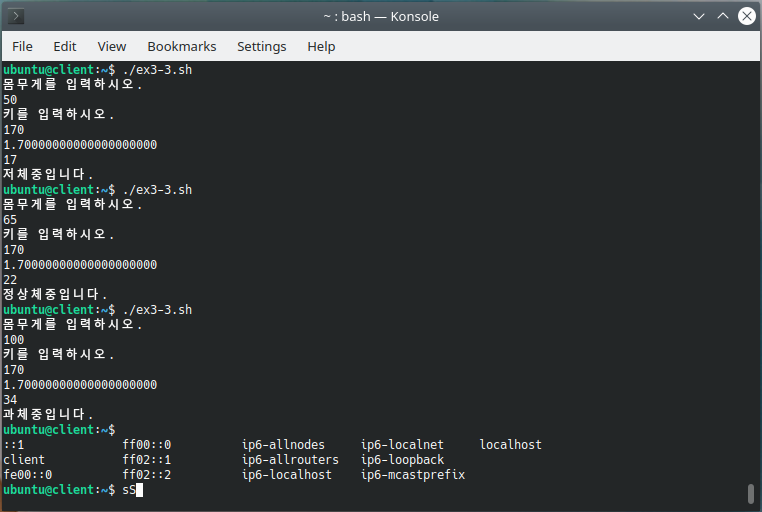 ~ : bash — Konsole
File Edit View Bookmarks Settings Help
ubuntu@client:~$ ./ex3-3.sh
몸무게를 입력하시오.
50
키를 입력하시오.
170
1.70000000000000000000
17
저체중입니다.
ubuntu@client:~$ ./ex3-3.sh
몸무게를 입력하시오.
65
키를 입력하시오.
170
1.70000000000000000000
22
정상체중입니다.
ubuntu@client:~$ ./ex3-3.sh
몸무게를 입력하시오.
100
키를 입력하시오.
170
1.70000000000000000000
34
과체중입니다.
ubuntu@client:~$
::1 ff00::0 ip6-allnodes ip6-localnet localhost
client ff02::1 ip6-allrouters ip6-loopback
fe00::0 ff02::2 ip6-localhost ip6-mcastprefix
ubuntu@client:~$ sS